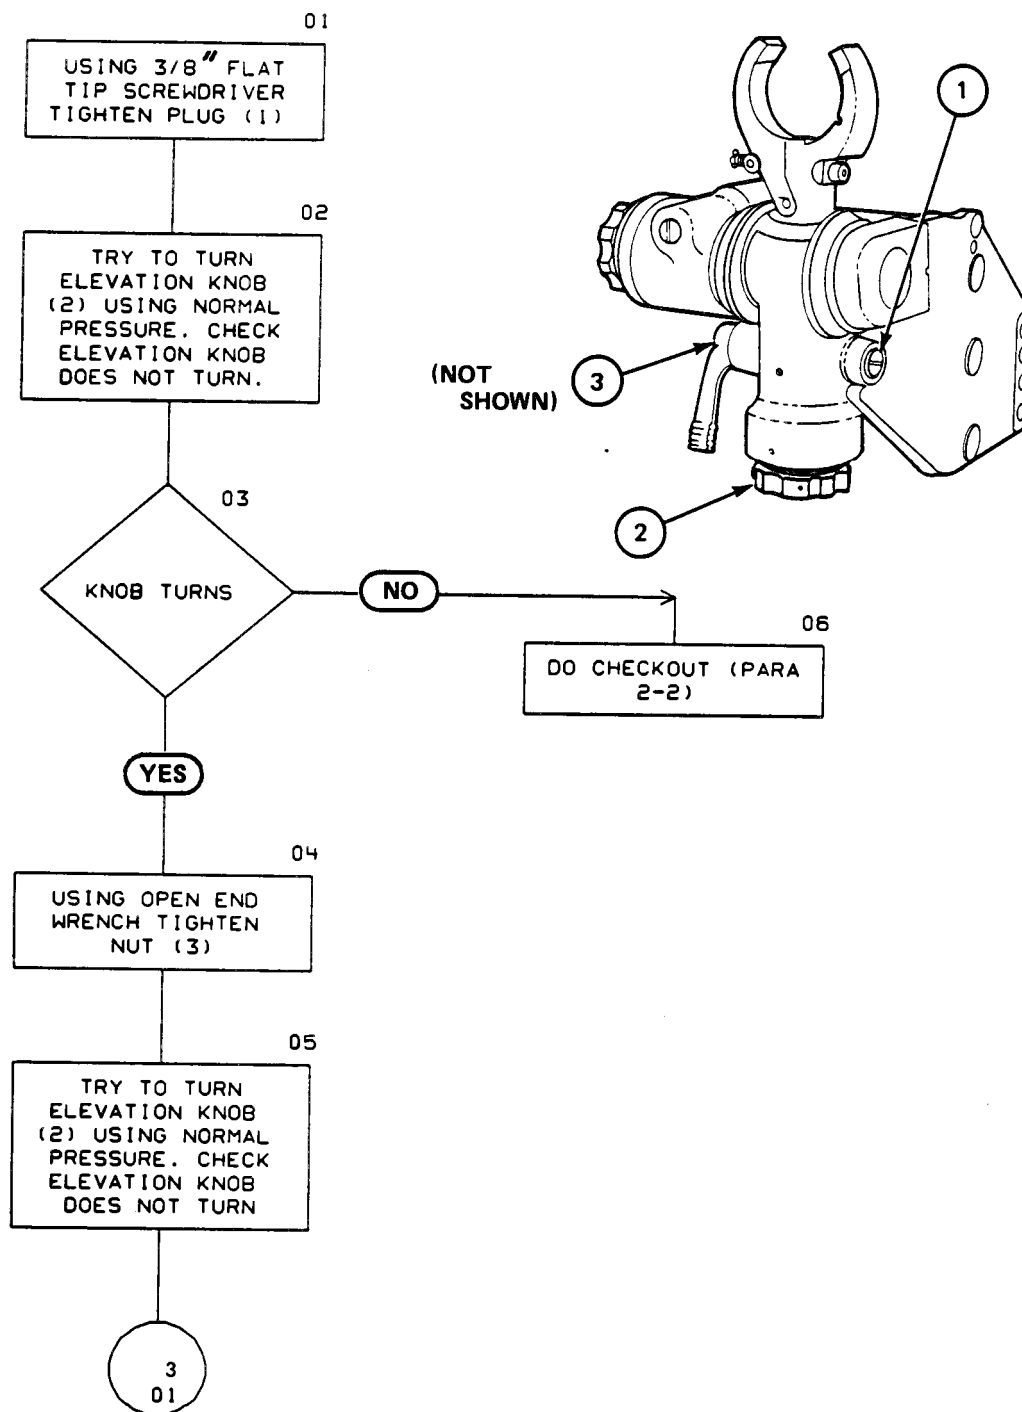 01
USING 3/8" FLAT
TIP SCREWDRIVER
TIGHTEN PLUG (1)
02
TRY TO TURN
ELEVATION KNOB
(2) USING NORMAL
PRESSURE. CHECK
ELEVATION KNOB
DOES NOT TURN.
1
(NOT
SHOWN)
3
2
03
KNOB TURNS
NO
06
DO CHECKOUT (PARA
2-2)
YES
04
USING OPEN END
WRENCH TIGHTEN
NUT (3)
05
TRY TO TURN
ELEVATION KNOB
(2) USING NORMAL
PRESSURE. CHECK
ELEVATION KNOB
DOES NOT TURN
3
01